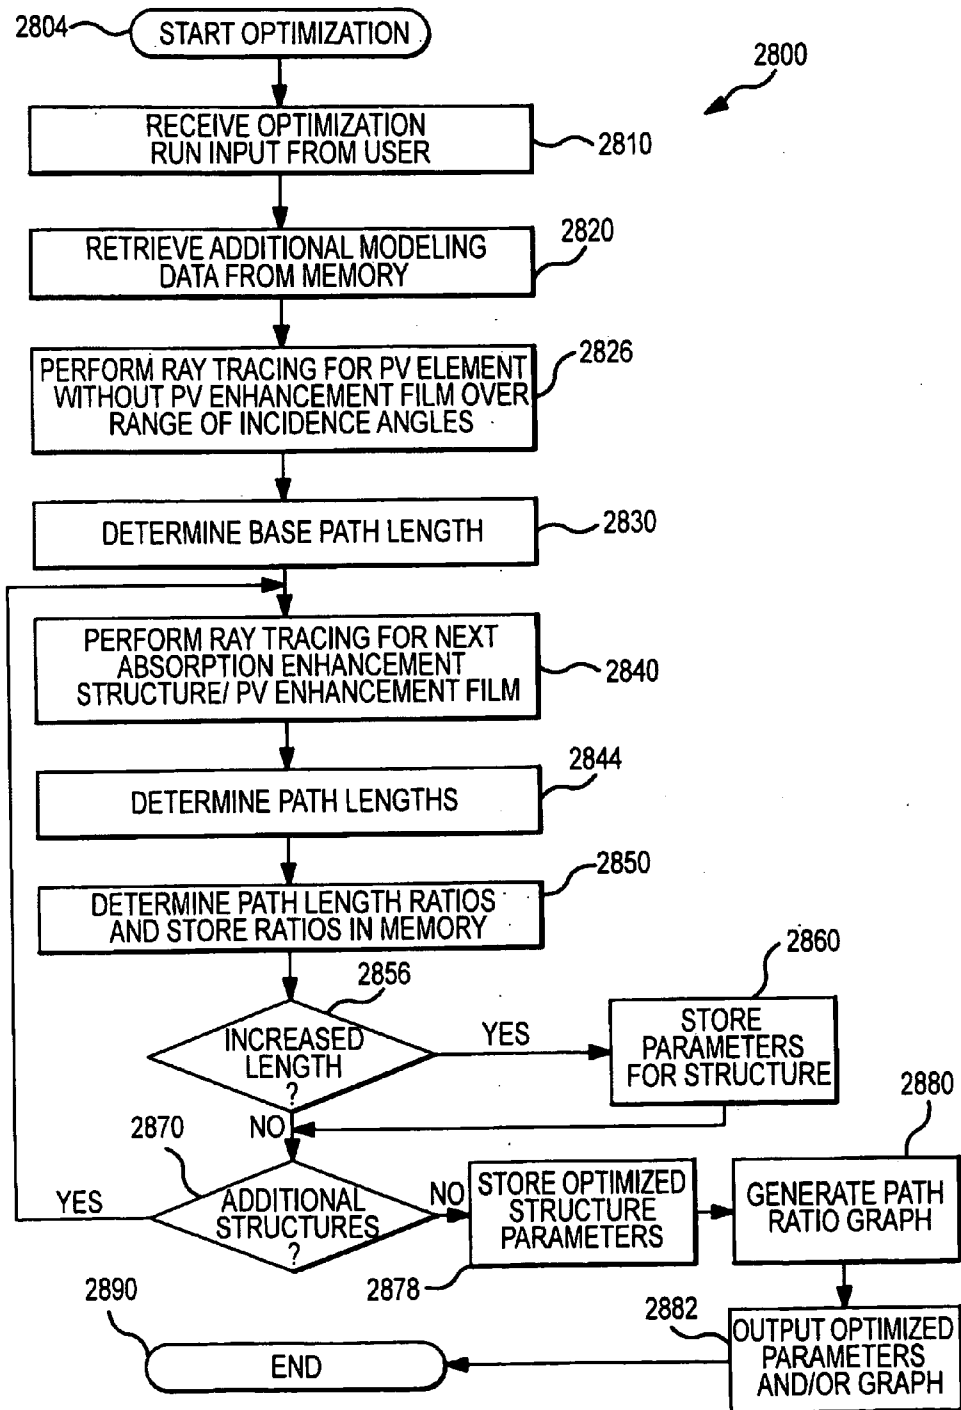 2804
START OPTIMIZATION
2800
RECEIVE OPTIMIZATION
RUN INPUT FROM USER
2810
RETRIEVE ADDITIONAL MODELING
DATA FROM MEMORY
2820
PERFORM RAY TRACING FOR PV ELEMENT
WITHOUT PV ENHANCEMENT FILM OVER
RANGE OF INCIDENCE ANGLES
2826
DETERMINE BASE PATH LENGTH
2830
PERFORM RAY TRACING FOR NEXT
ABSORPTION ENHANCEMENT
STRUCTURE/ PV ENHANCEMENT FILM
2840
DETERMINE PATH LENGTHS
2844
DETERMINE PATH LENGTH RATIOS
AND STORE RATIOS IN MEMORY
2850
INCREASED
LENGTH
?
2856
YES
STORE
PARAMETERS
FOR STRUCTURE
2860
NO
2870
ADDITIONAL
STRUCTURES
?
YES
NO
STORE OPTIMIZED
STRUCTURE
PARAMETERS
2878
GENERATE PATH
RATIO GRAPH
2880
OUTPUT OPTIMIZED
PARAMETERS
AND/OR GRAPH
2882
2890
END